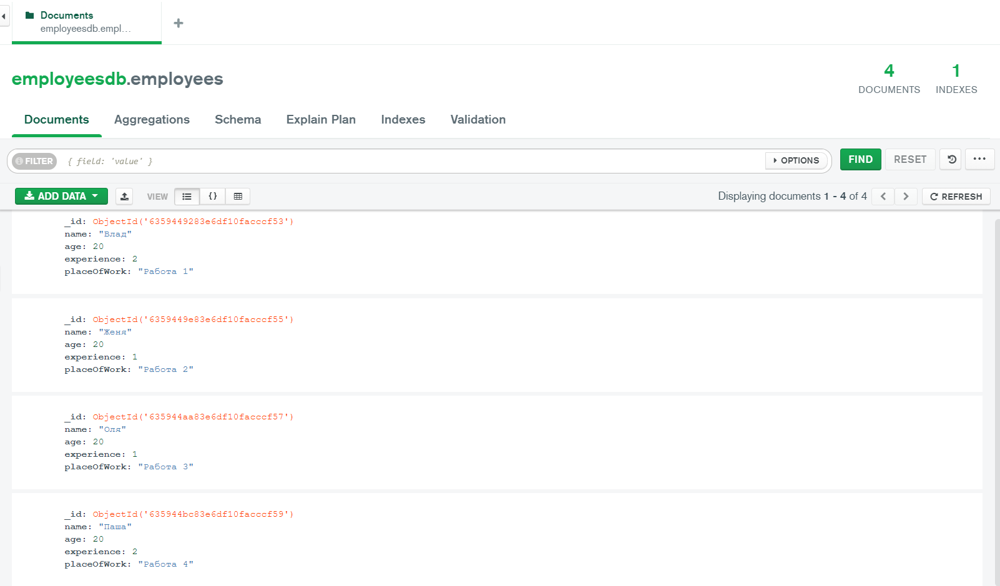 Documents
employeesdb.empl...
employeesdb.employees
4
DOCUMENTS
1
INDEXES
Documents Aggregations Schema Explain Plan Indexes Validation
FILTER { field: 'value' } OPTIONS FIND RESET
ADD DATA VIEW {} Displaying documents 1 - 4 of 4 REFRESH
_id: ObjectId('6359449283e6df10facccf53')
name: "Влад"
age: 20
experience: 2
placeOfWork: "Работа 1"
_id: ObjectId('6359449e83e6df10facccf55')
name: "Женя"
age: 20
experience: 1
placeOfWork: "Работа 2"
_id: ObjectId('635944aa83e6df10facccf57')
name: "Оля"
age: 20
experience: 1
placeOfWork: "Работа 3"
_id: ObjectId('635944bc83e6df10facccf59')
name: "Паша"
age: 20
experience: 2
placeOfWork: "Работа 4"